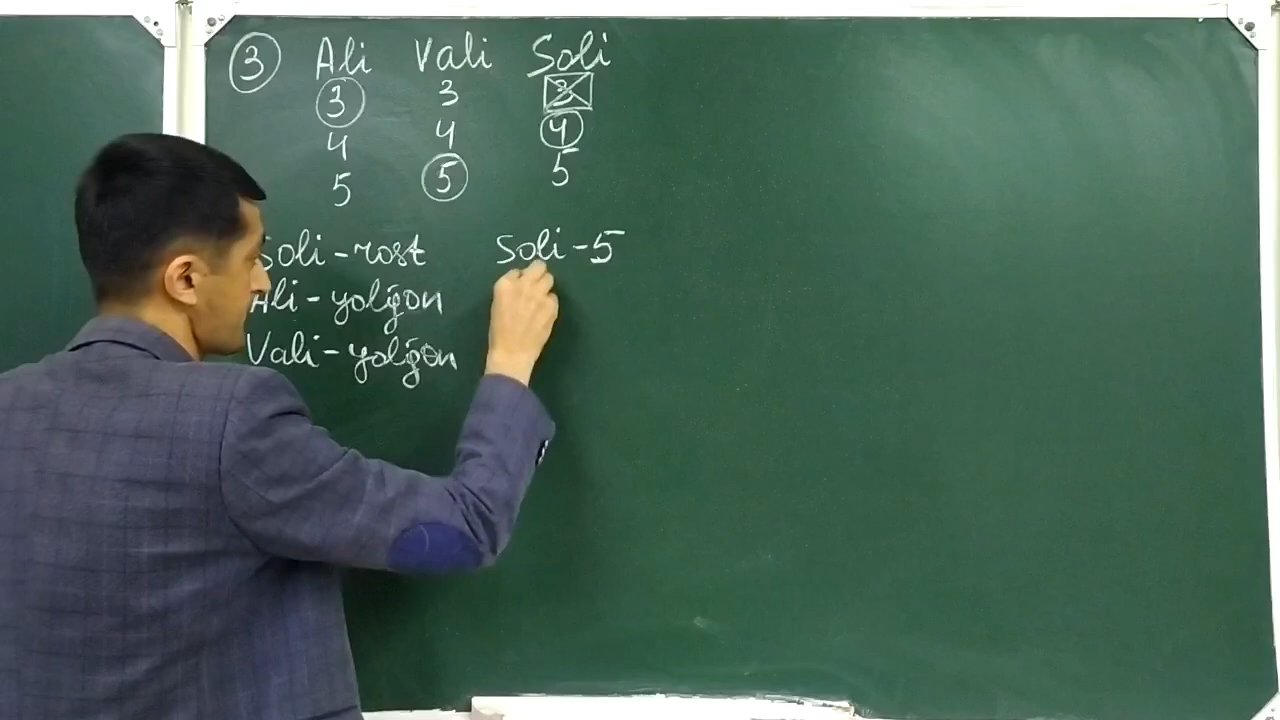 3 Ali Vali Soli
3 3 3
4 4 4
5 5 5
Soli - rost Soli - 5
Ali - yolg'on
Vali - yolg'on